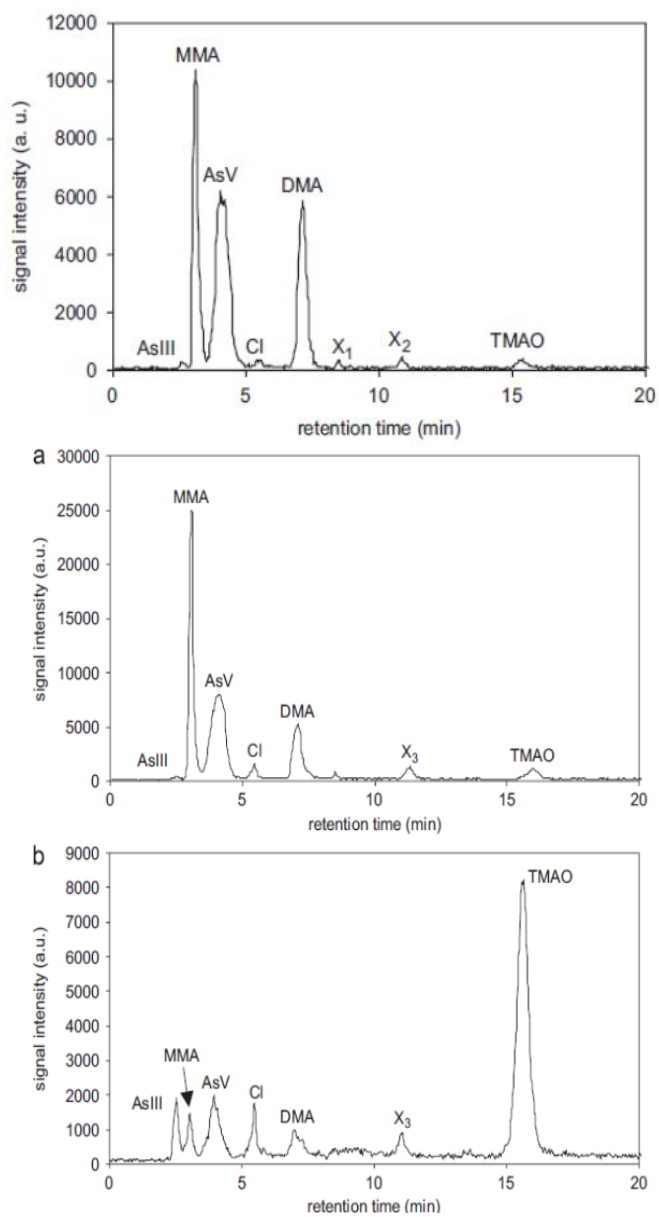 12000
MMA
10000
8000
AsV
DMA
6000
4000
2000
AsIII
Cl
X1
X2
TMAO
0
0 5 10 15 20
signal intensity (a. u.)
retention time (min)
a
30000
MMA
25000
20000
15000
10000
AsV
DMA
5000
AsIII
Cl
X3
TMAO
0
0 5 10 15 20
signal intensity (a.u.)
retention time (min)
b
9000
TMAO
8000
7000
6000
5000
4000
3000
MMA
AsV
2000
AsIII
Cl
DMA
X3
1000
0
0 5 10 15 20
signal intensity (a.u.)
retention time (min)